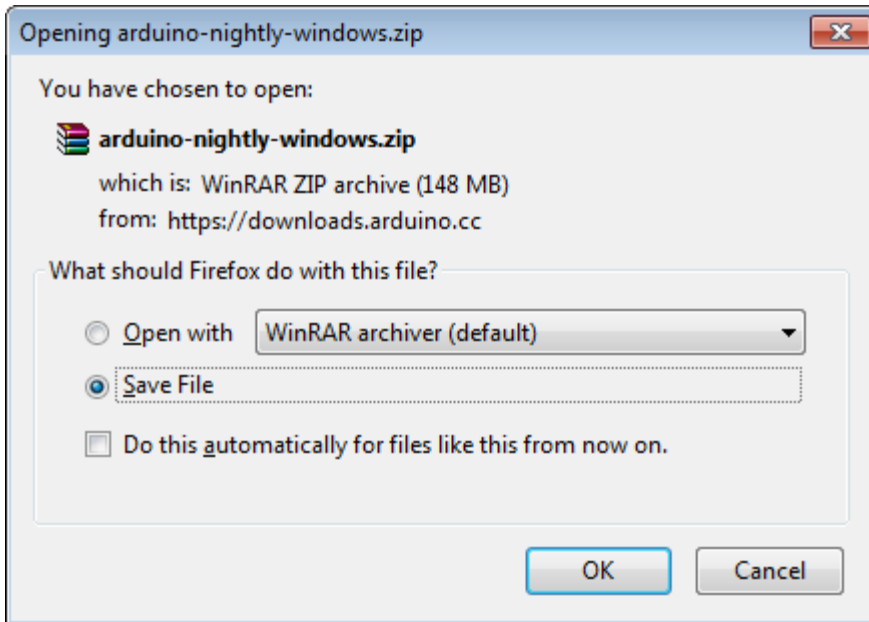 Opening arduino-nightly-windows.zip
You have chosen to open:
arduino-nightly-windows.zip
which is: WinRAR ZIP archive (148 MB)
from: https://downloads.arduino.cc
What should Firefox do with this file?
Open with WinRAR archiver (default)
Save File
Do this automatically for files like this from now on.
OK Cancel